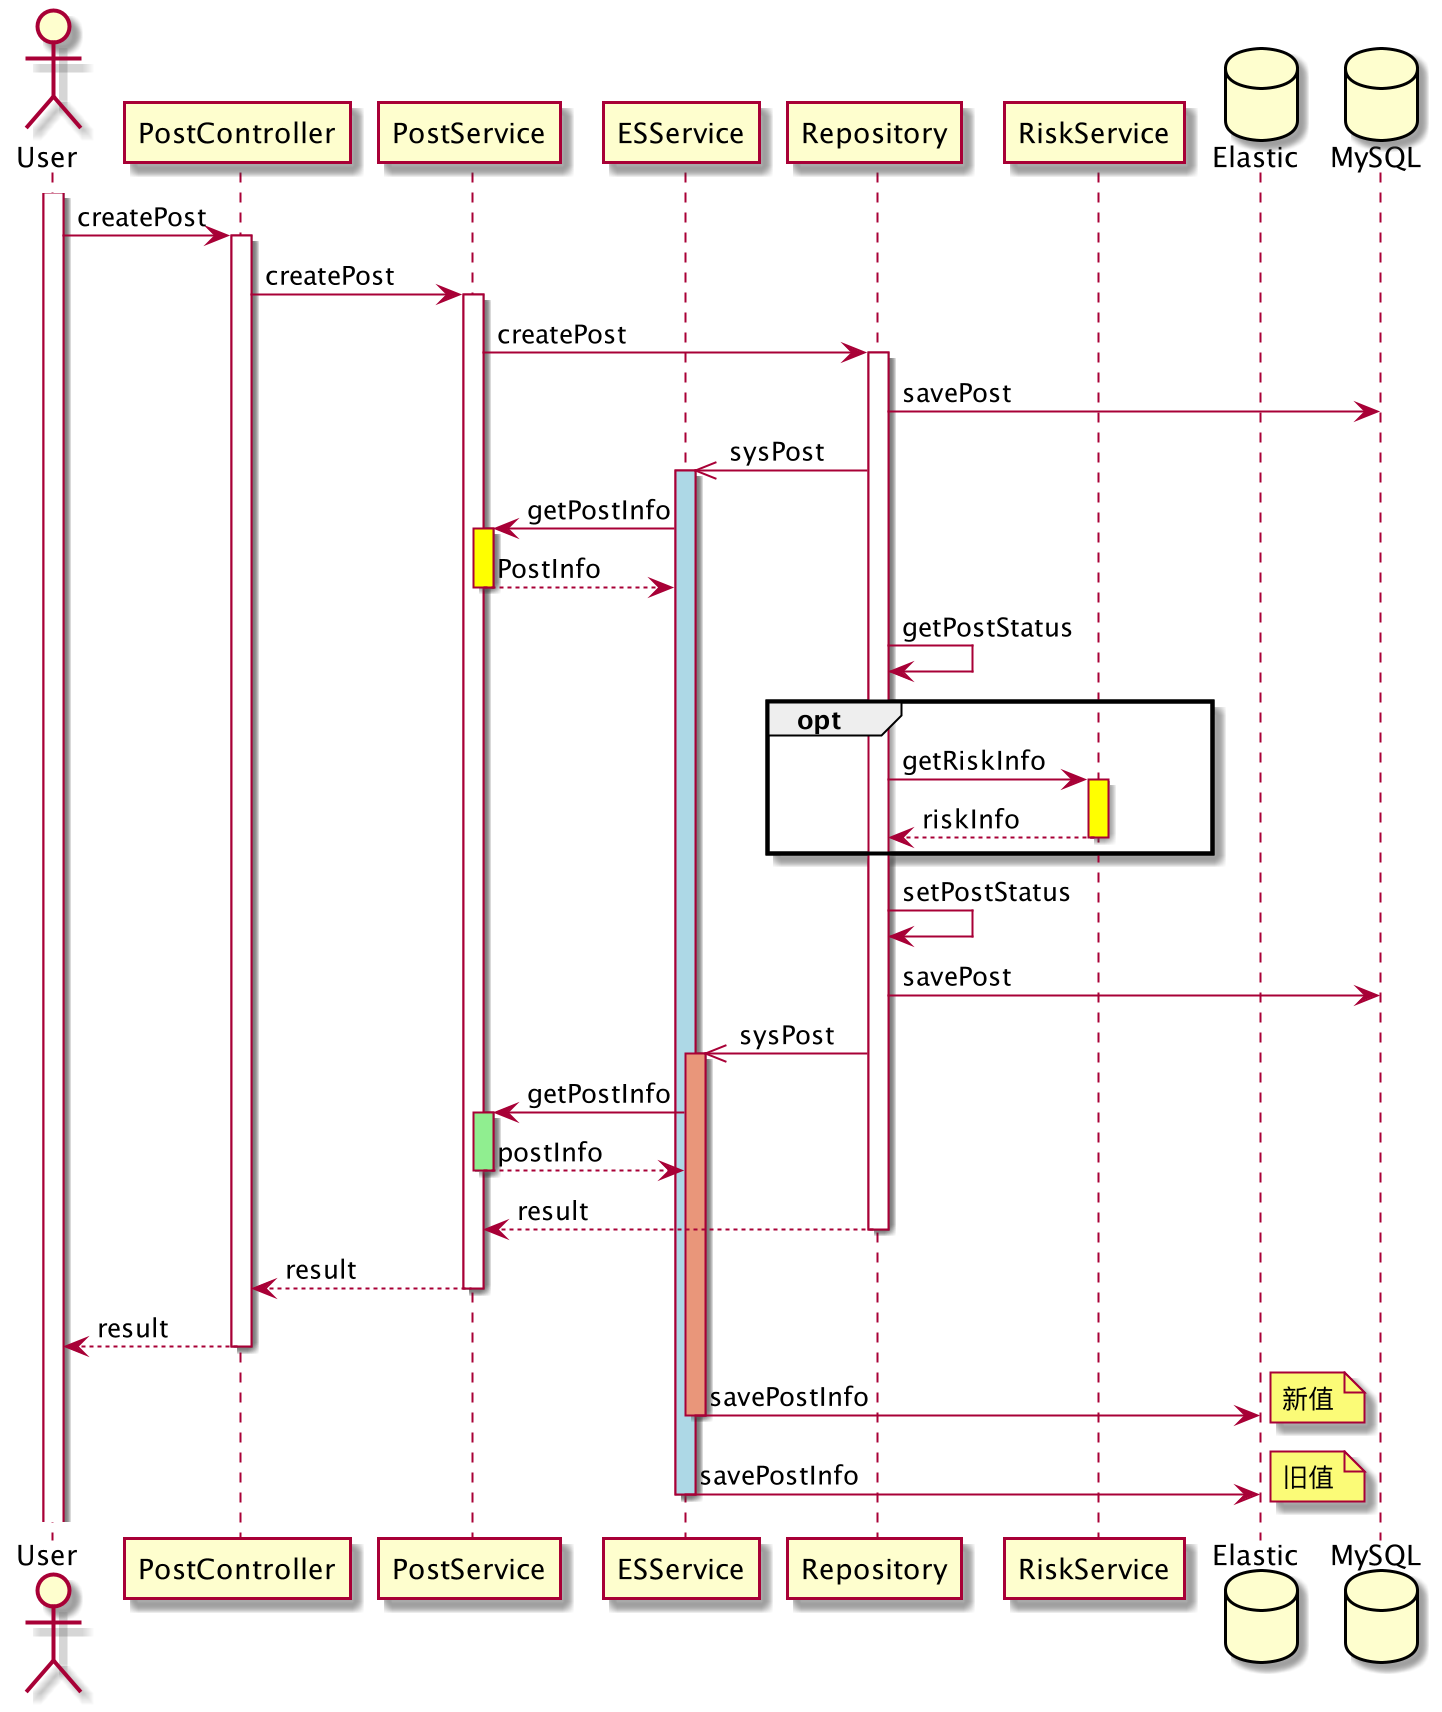 User
PostController
PostService
ESService
Repository
RiskService
Elastic
MySQL
createPost
createPost
createPost
savePost
sysPost
getPostInfo
PostInfo
getPostStatus
opt
getRiskInfo
riskInfo
setPostStatus
savePost
sysPost
getPostInfo
postInfo
result
result
result
savePostInfo
新值
savePostInfo
旧值
User
PostController
PostService
ESService
Repository
RiskService
Elastic
MySQL